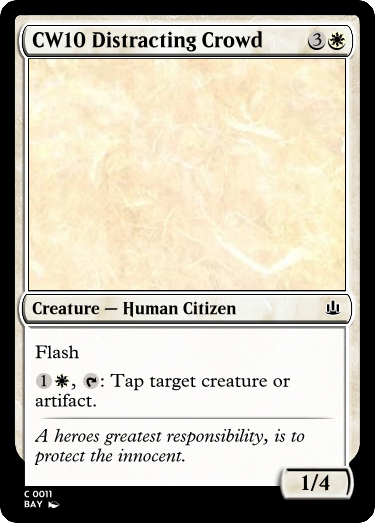 CW10 Distracting Crowd 3
Creature — Human Citizen
Flash
1, : Tap target creature or
artifact.
A heroes greatest responsibility, is to
protect the innocent.
1/4
C 0011
BAY